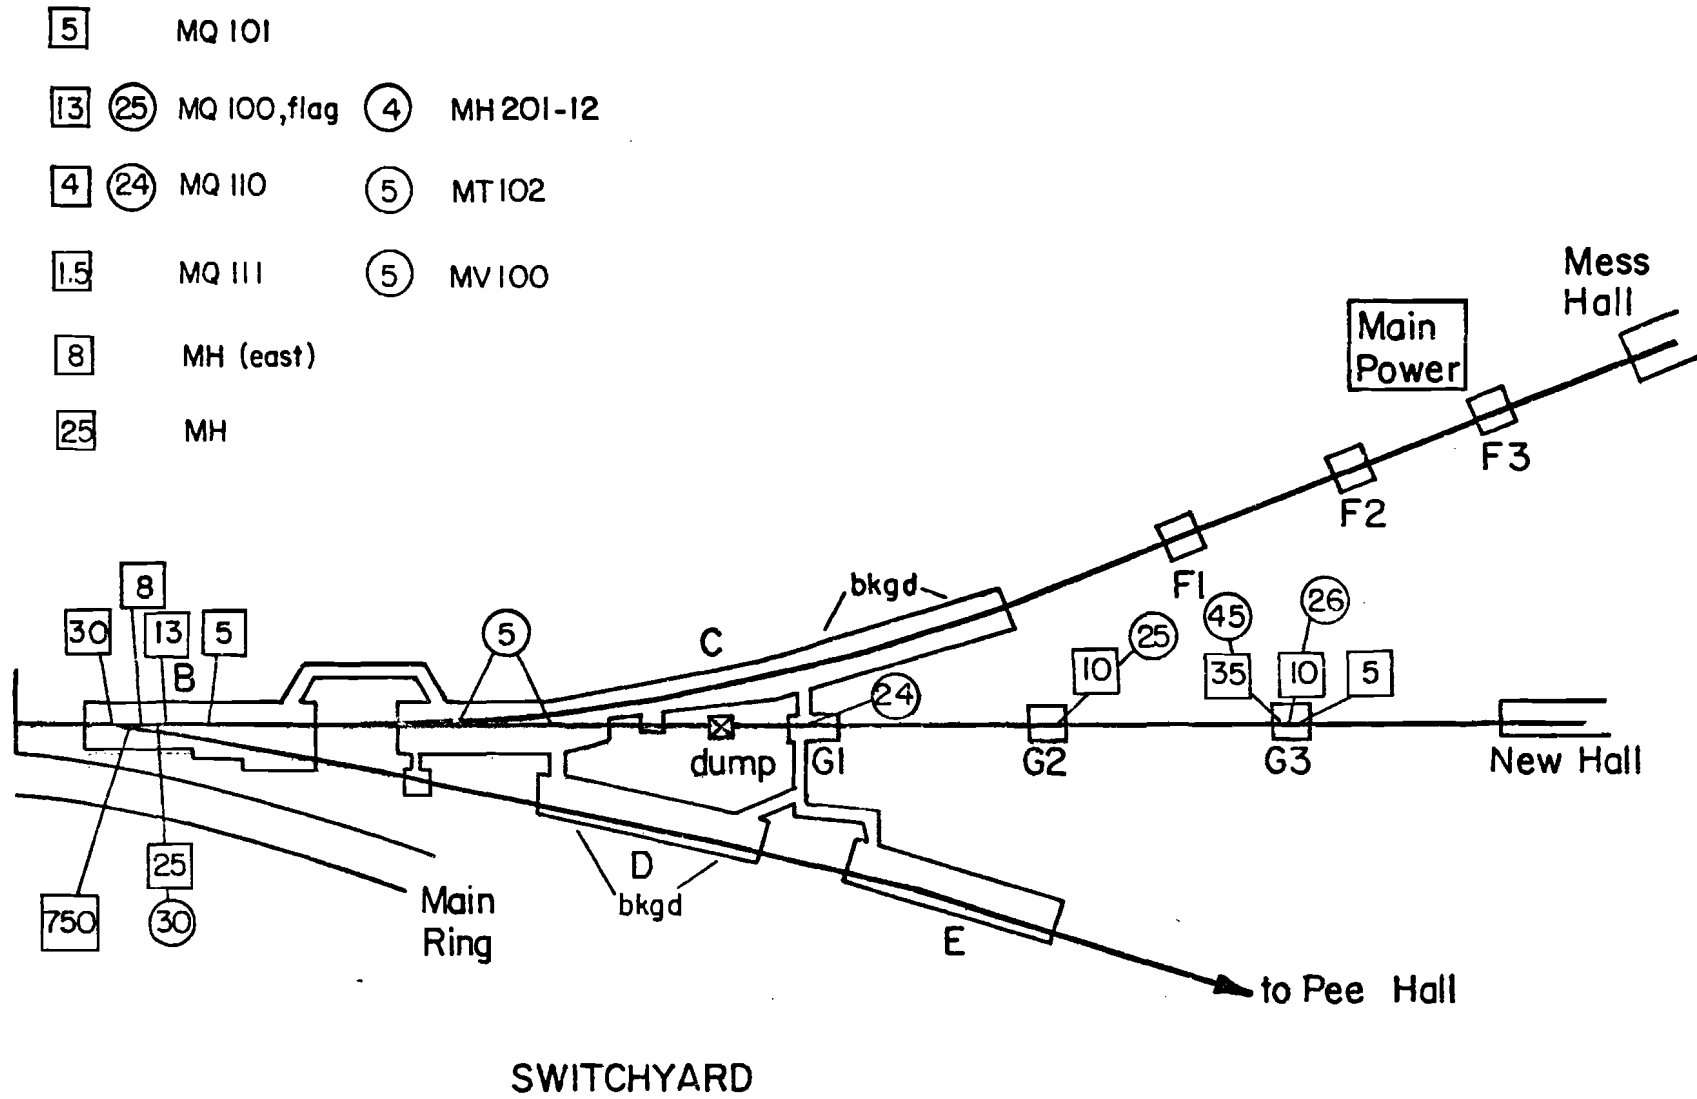 5 MQ 101
13 25 MQ 100, flag 4 MH 201-12
4 24 MQ 110 5 MT 102
1.5 MQ 111 5 MV 100
8 MH (east)
25 MH
Mess
Hall
Main
Power
F3
F2
F1
bkgd
8
30
13
5
B
5
C
24
10
25
45
35
26
10
5
dump
G1
G2
G3
New Hall
25
30
750
Main
Ring
D
bkgd
E
to Pee Hall
SWITCHYARD